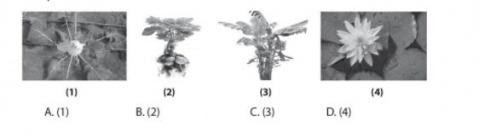 (1) (2) (3) (4)
A. (1) B. (2) C. (3) D. (4)